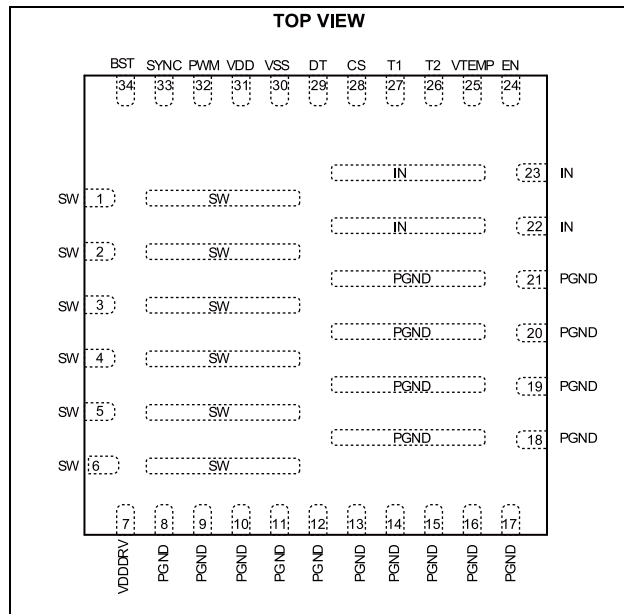 TOP VIEW
BST SYNC PWM VDD VSS DT CS T1 T2 VTEMP EN
34 33 32 31 30 29 28 27 26 25 24
IN 23 IN
SW 1 SW
IN 22 IN
SW 2 SW
PGND 21 PGND
SW 3 SW
PGND 20 PGND
SW 4 SW
PGND 19 PGND
SW 5 SW
PGND 18 PGND
SW 6 SW
7 8 9 10 11 12 13 14 15 16 17
VDDDRV PGND PGND PGND PGND PGND PGND PGND PGND PGND PGND